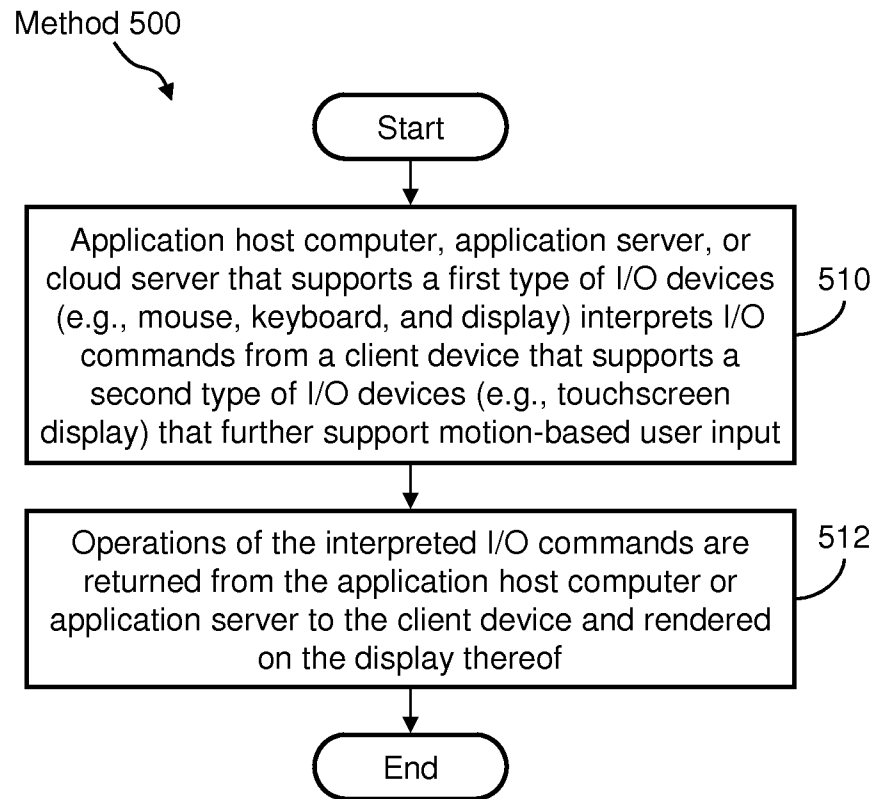 Method 500
Start
Application host computer, application server, or
cloud server that supports a first type of I/O devices
(e.g., mouse, keyboard, and display) interprets I/O
commands from a client device that supports a
second type of I/O devices (e.g., touchscreen
display) that further support motion-based user input
510
Operations of the interpreted I/O commands are
returned from the application host computer or
application server to the client device and rendered
on the display thereof
512
End